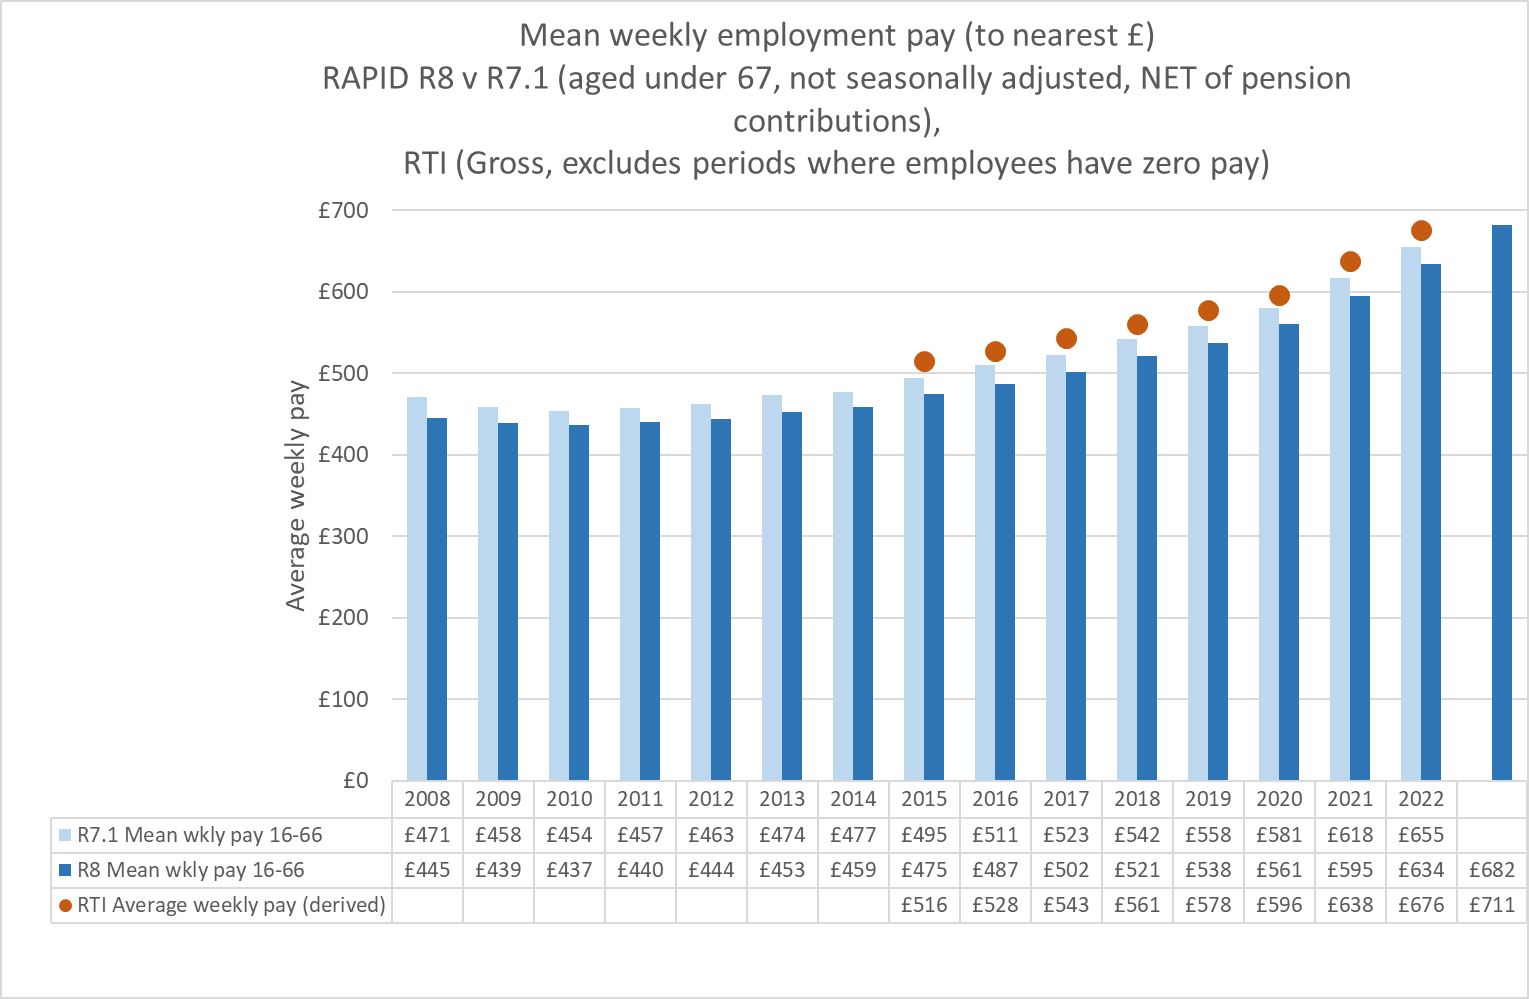 Mean weekly employment pay (to nearest £)
RAPID R8 v R7.1 (aged under 67, not seasonally adjusted, NET of pension
contributions),
RTI (Gross, excludes periods where employees have zero pay)
£700
£600
£500
£400
£300
£200
£100
£0
Average weekly pay
2008 2009 2010 2011 2012 2013 2014 2015 2016 2017 2018 2019 2020 2021 2022
R7.1 Mean wkly pay 16-66 £471 £458 £454 £457 £463 £474 £477 £495 £511 £523 £542 £558 £581 £618 £655
R8 Mean wkly pay 16-66 £445 £439 £437 £440 £444 £453 £459 £475 £487 £502 £521 £538 £561 £595 £634 £682
RTI Average weekly pay (derived) £516 £528 £543 £561 £578 £596 £638 £676 £711